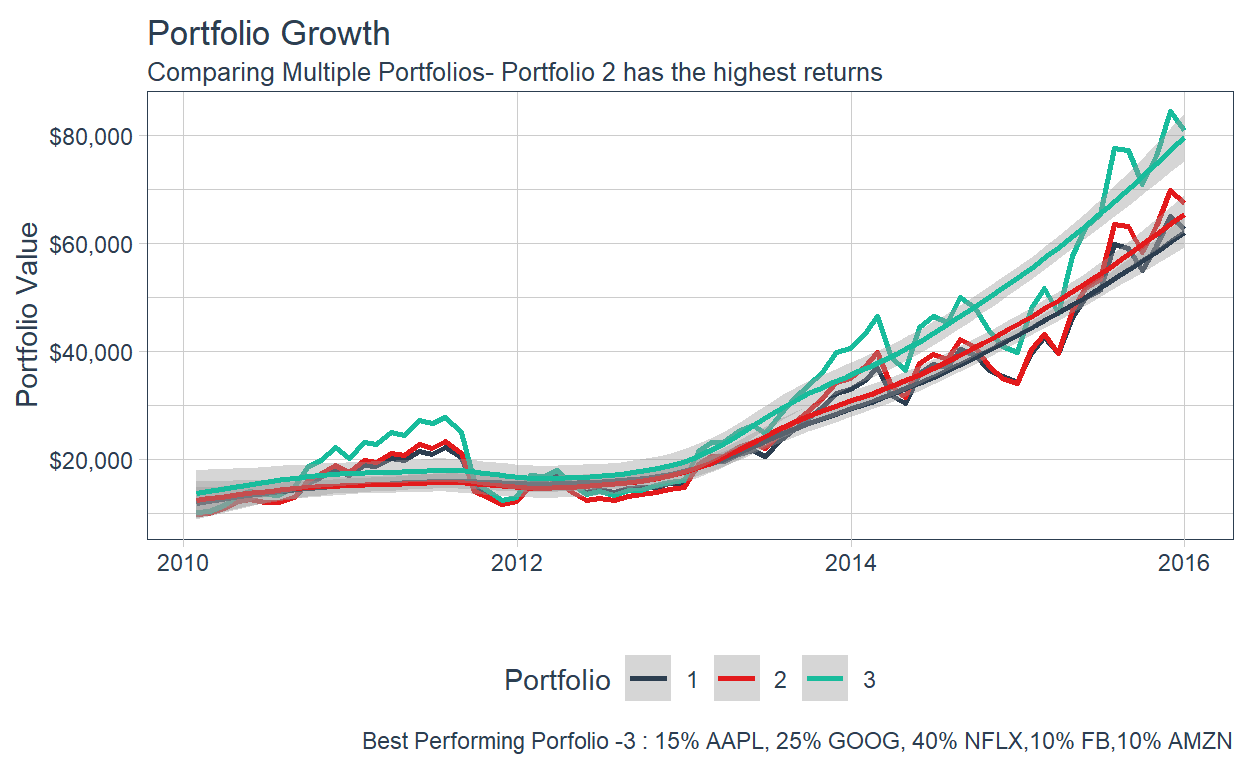 Portfolio Growth
Comparing Multiple Portfolios- Portfolio 2 has the highest returns
Portfolio Value
$80,000
$60,000
$40,000
$20,000
2010 2012 2014 2016
Portfolio 1 2 3
Best Performing Porfolio -3 : 15% AAPL, 25% GOOG, 40% NFLX,10% FB,10% AMZN